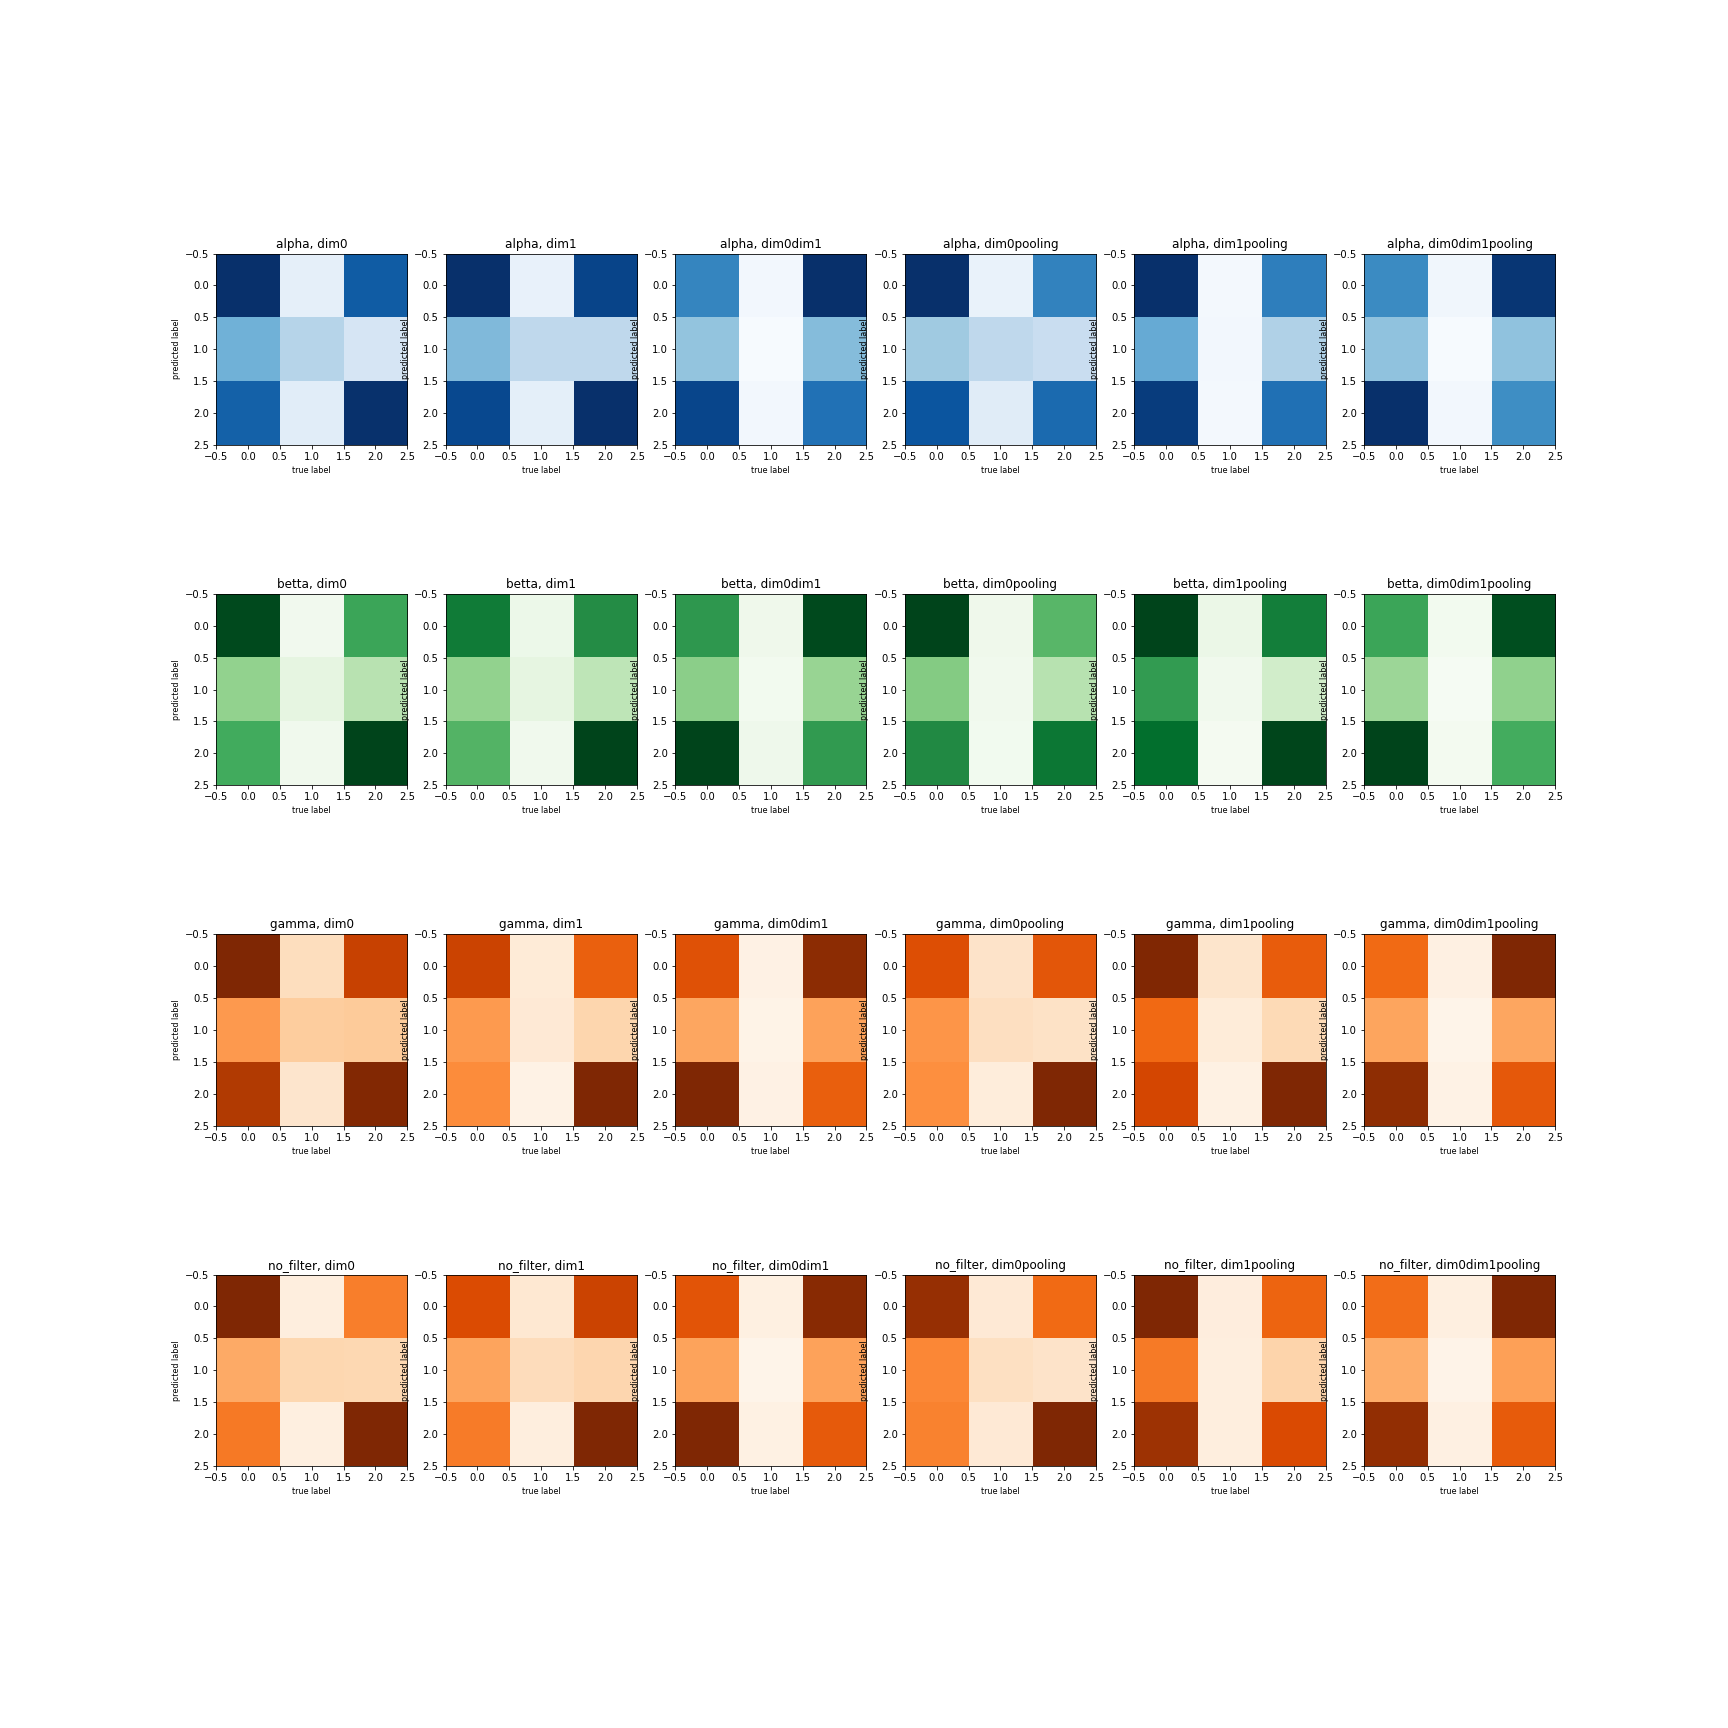 alpha, dim0 alpha, dim1 alpha, dim0dim1 alpha, dim0pooling alpha, dim1pooling alpha, dim0dim1pooling
−0.5 −0.5 −0.5 −0.5 −0.5 −0.5
0.0 0.0 0.0 0.0 0.0 0.0
0.5 0.5 0.5 0.5 0.5 0.5
predicted label predicted label predicted label predicted label predicted label predicted label
1.0 1.0 1.0 1.0 1.0 1.0
1.5 1.5 1.5 1.5 1.5 1.5
2.0 2.0 2.0 2.0 2.0 2.0
2.5 2.5 2.5 2.5 2.5 2.5
−0.5 0.0 0.5 1.0 1.5 2.0 2.5 −0.5 0.0 0.5 1.0 1.5 2.0 2.5 −0.5 0.0 0.5 1.0 1.5 2.0 2.5 −0.5 0.0 0.5 1.0 1.5 2.0 2.5 −0.5 0.0 0.5 1.0 1.5 2.0 2.5 −0.5 0.0 0.5 1.0 1.5 2.0 2.5
true label true label true label true label true label true label
betta, dim0 betta, dim1 betta, dim0dim1 betta, dim0pooling betta, dim1pooling betta, dim0dim1pooling
−0.5 −0.5 −0.5 −0.5 −0.5 −0.5
0.0 0.0 0.0 0.0 0.0 0.0
0.5 0.5 0.5 0.5 0.5 0.5
predicted label predicted label predicted label predicted label predicted label predicted label
1.0 1.0 1.0 1.0 1.0 1.0
1.5 1.5 1.5 1.5 1.5 1.5
2.0 2.0 2.0 2.0 2.0 2.0
2.5 2.5 2.5 2.5 2.5 2.5
−0.5 0.0 0.5 1.0 1.5 2.0 2.5 −0.5 0.0 0.5 1.0 1.5 2.0 2.5 −0.5 0.0 0.5 1.0 1.5 2.0 2.5 −0.5 0.0 0.5 1.0 1.5 2.0 2.5 −0.5 0.0 0.5 1.0 1.5 2.0 2.5 −0.5 0.0 0.5 1.0 1.5 2.0 2.5
true label true label true label true label true label true label
gamma, dim0 gamma, dim1 gamma, dim0dim1 gamma, dim0pooling gamma, dim1pooling gamma, dim0dim1pooling
−0.5 −0.5 −0.5 −0.5 −0.5 −0.5
0.0 0.0 0.0 0.0 0.0 0.0
0.5 0.5 0.5 0.5 0.5 0.5
predicted label predicted label predicted label predicted label predicted label predicted label
1.0 1.0 1.0 1.0 1.0 1.0
1.5 1.5 1.5 1.5 1.5 1.5
2.0 2.0 2.0 2.0 2.0 2.0
2.5 2.5 2.5 2.5 2.5 2.5
−0.5 0.0 0.5 1.0 1.5 2.0 2.5 −0.5 0.0 0.5 1.0 1.5 2.0 2.5 −0.5 0.0 0.5 1.0 1.5 2.0 2.5 −0.5 0.0 0.5 1.0 1.5 2.0 2.5 −0.5 0.0 0.5 1.0 1.5 2.0 2.5 −0.5 0.0 0.5 1.0 1.5 2.0 2.5
true label true label true label true label true label true label
no_filter, dim0 no_filter, dim1 no_filter, dim0dim1 no_filter, dim0pooling no_filter, dim1pooling no_filter, dim0dim1pooling
−0.5 −0.5 −0.5 −0.5 −0.5 −0.5
0.0 0.0 0.0 0.0 0.0 0.0
0.5 0.5 0.5 0.5 0.5 0.5
predicted label predicted label predicted label predicted label predicted label predicted label
1.0 1.0 1.0 1.0 1.0 1.0
1.5 1.5 1.5 1.5 1.5 1.5
2.0 2.0 2.0 2.0 2.0 2.0
2.5 2.5 2.5 2.5 2.5 2.5
−0.5 0.0 0.5 1.0 1.5 2.0 2.5 −0.5 0.0 0.5 1.0 1.5 2.0 2.5 −0.5 0.0 0.5 1.0 1.5 2.0 2.5 −0.5 0.0 0.5 1.0 1.5 2.0 2.5 −0.5 0.0 0.5 1.0 1.5 2.0 2.5 −0.5 0.0 0.5 1.0 1.5 2.0 2.5
true label true label true label true label true label true label